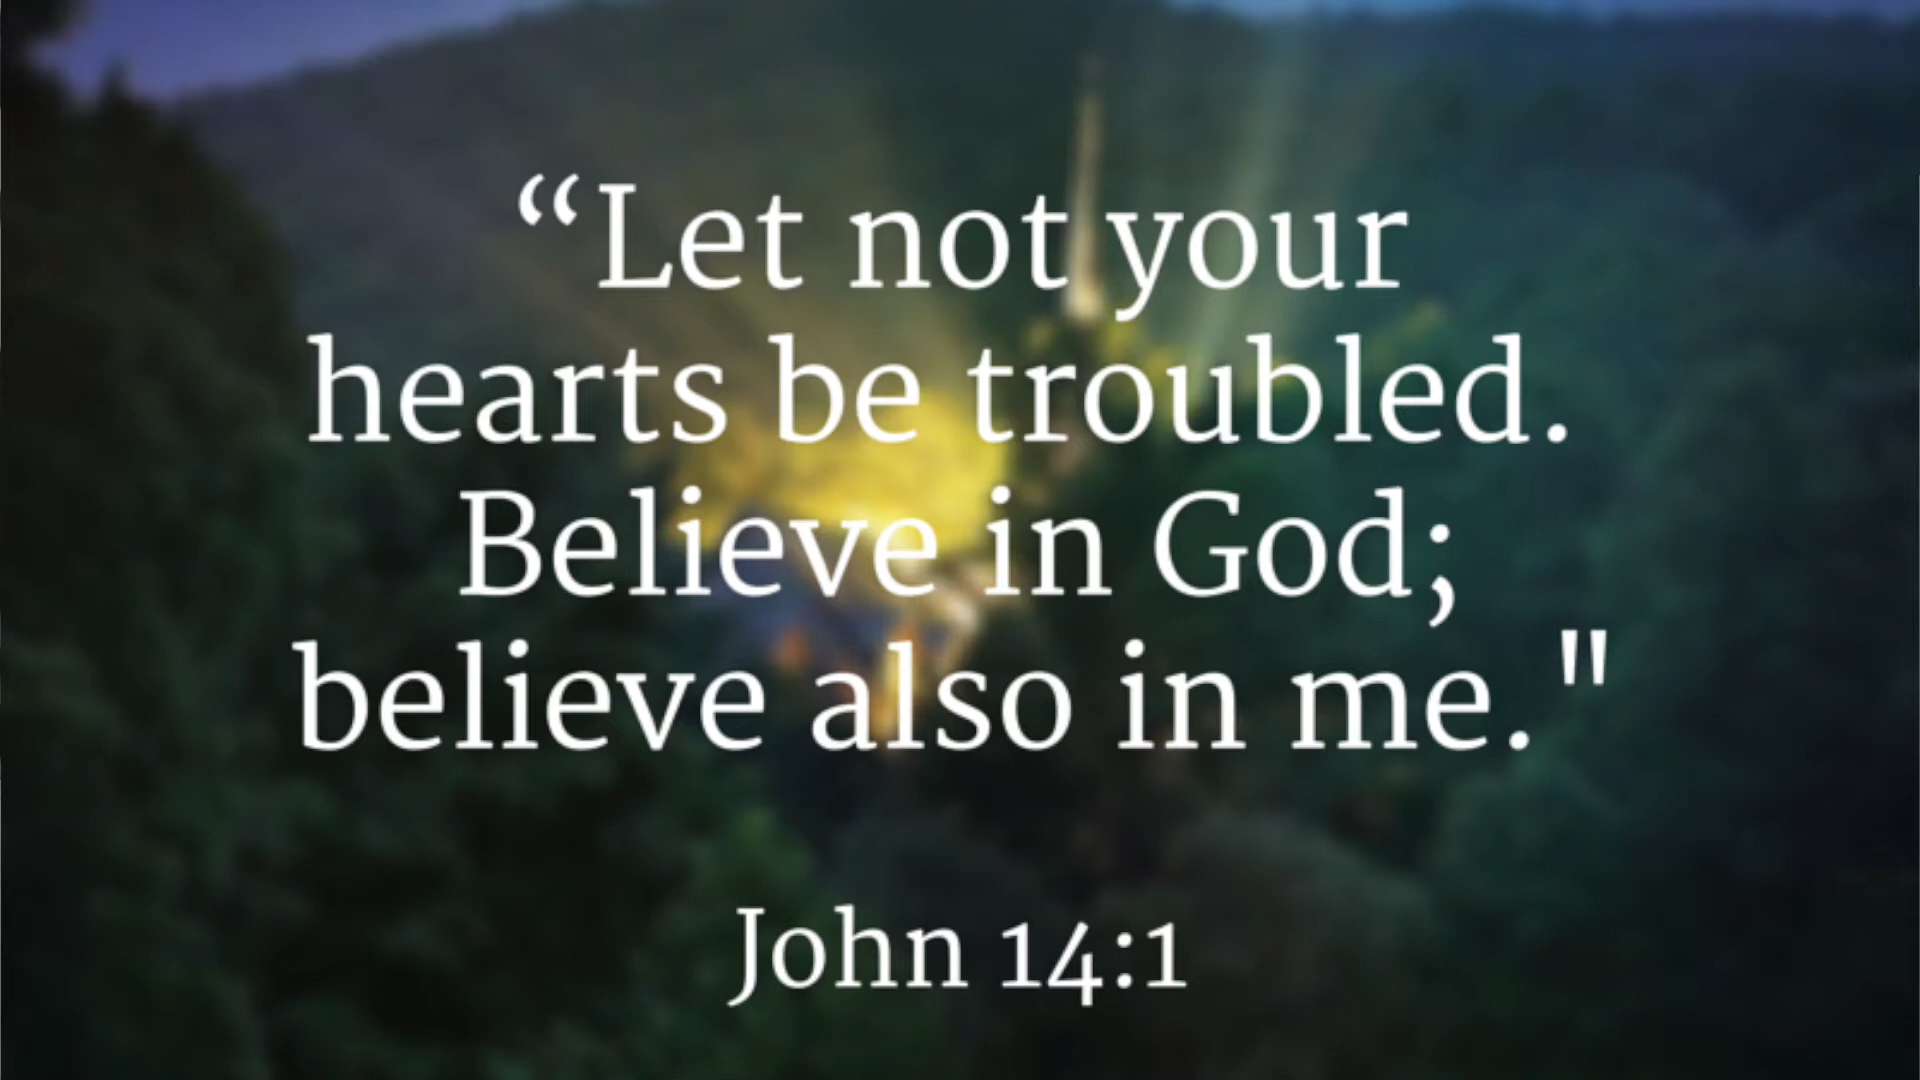 “Let not your
hearts be troubled.
Believe in God;
believe also in me."
John 14:1